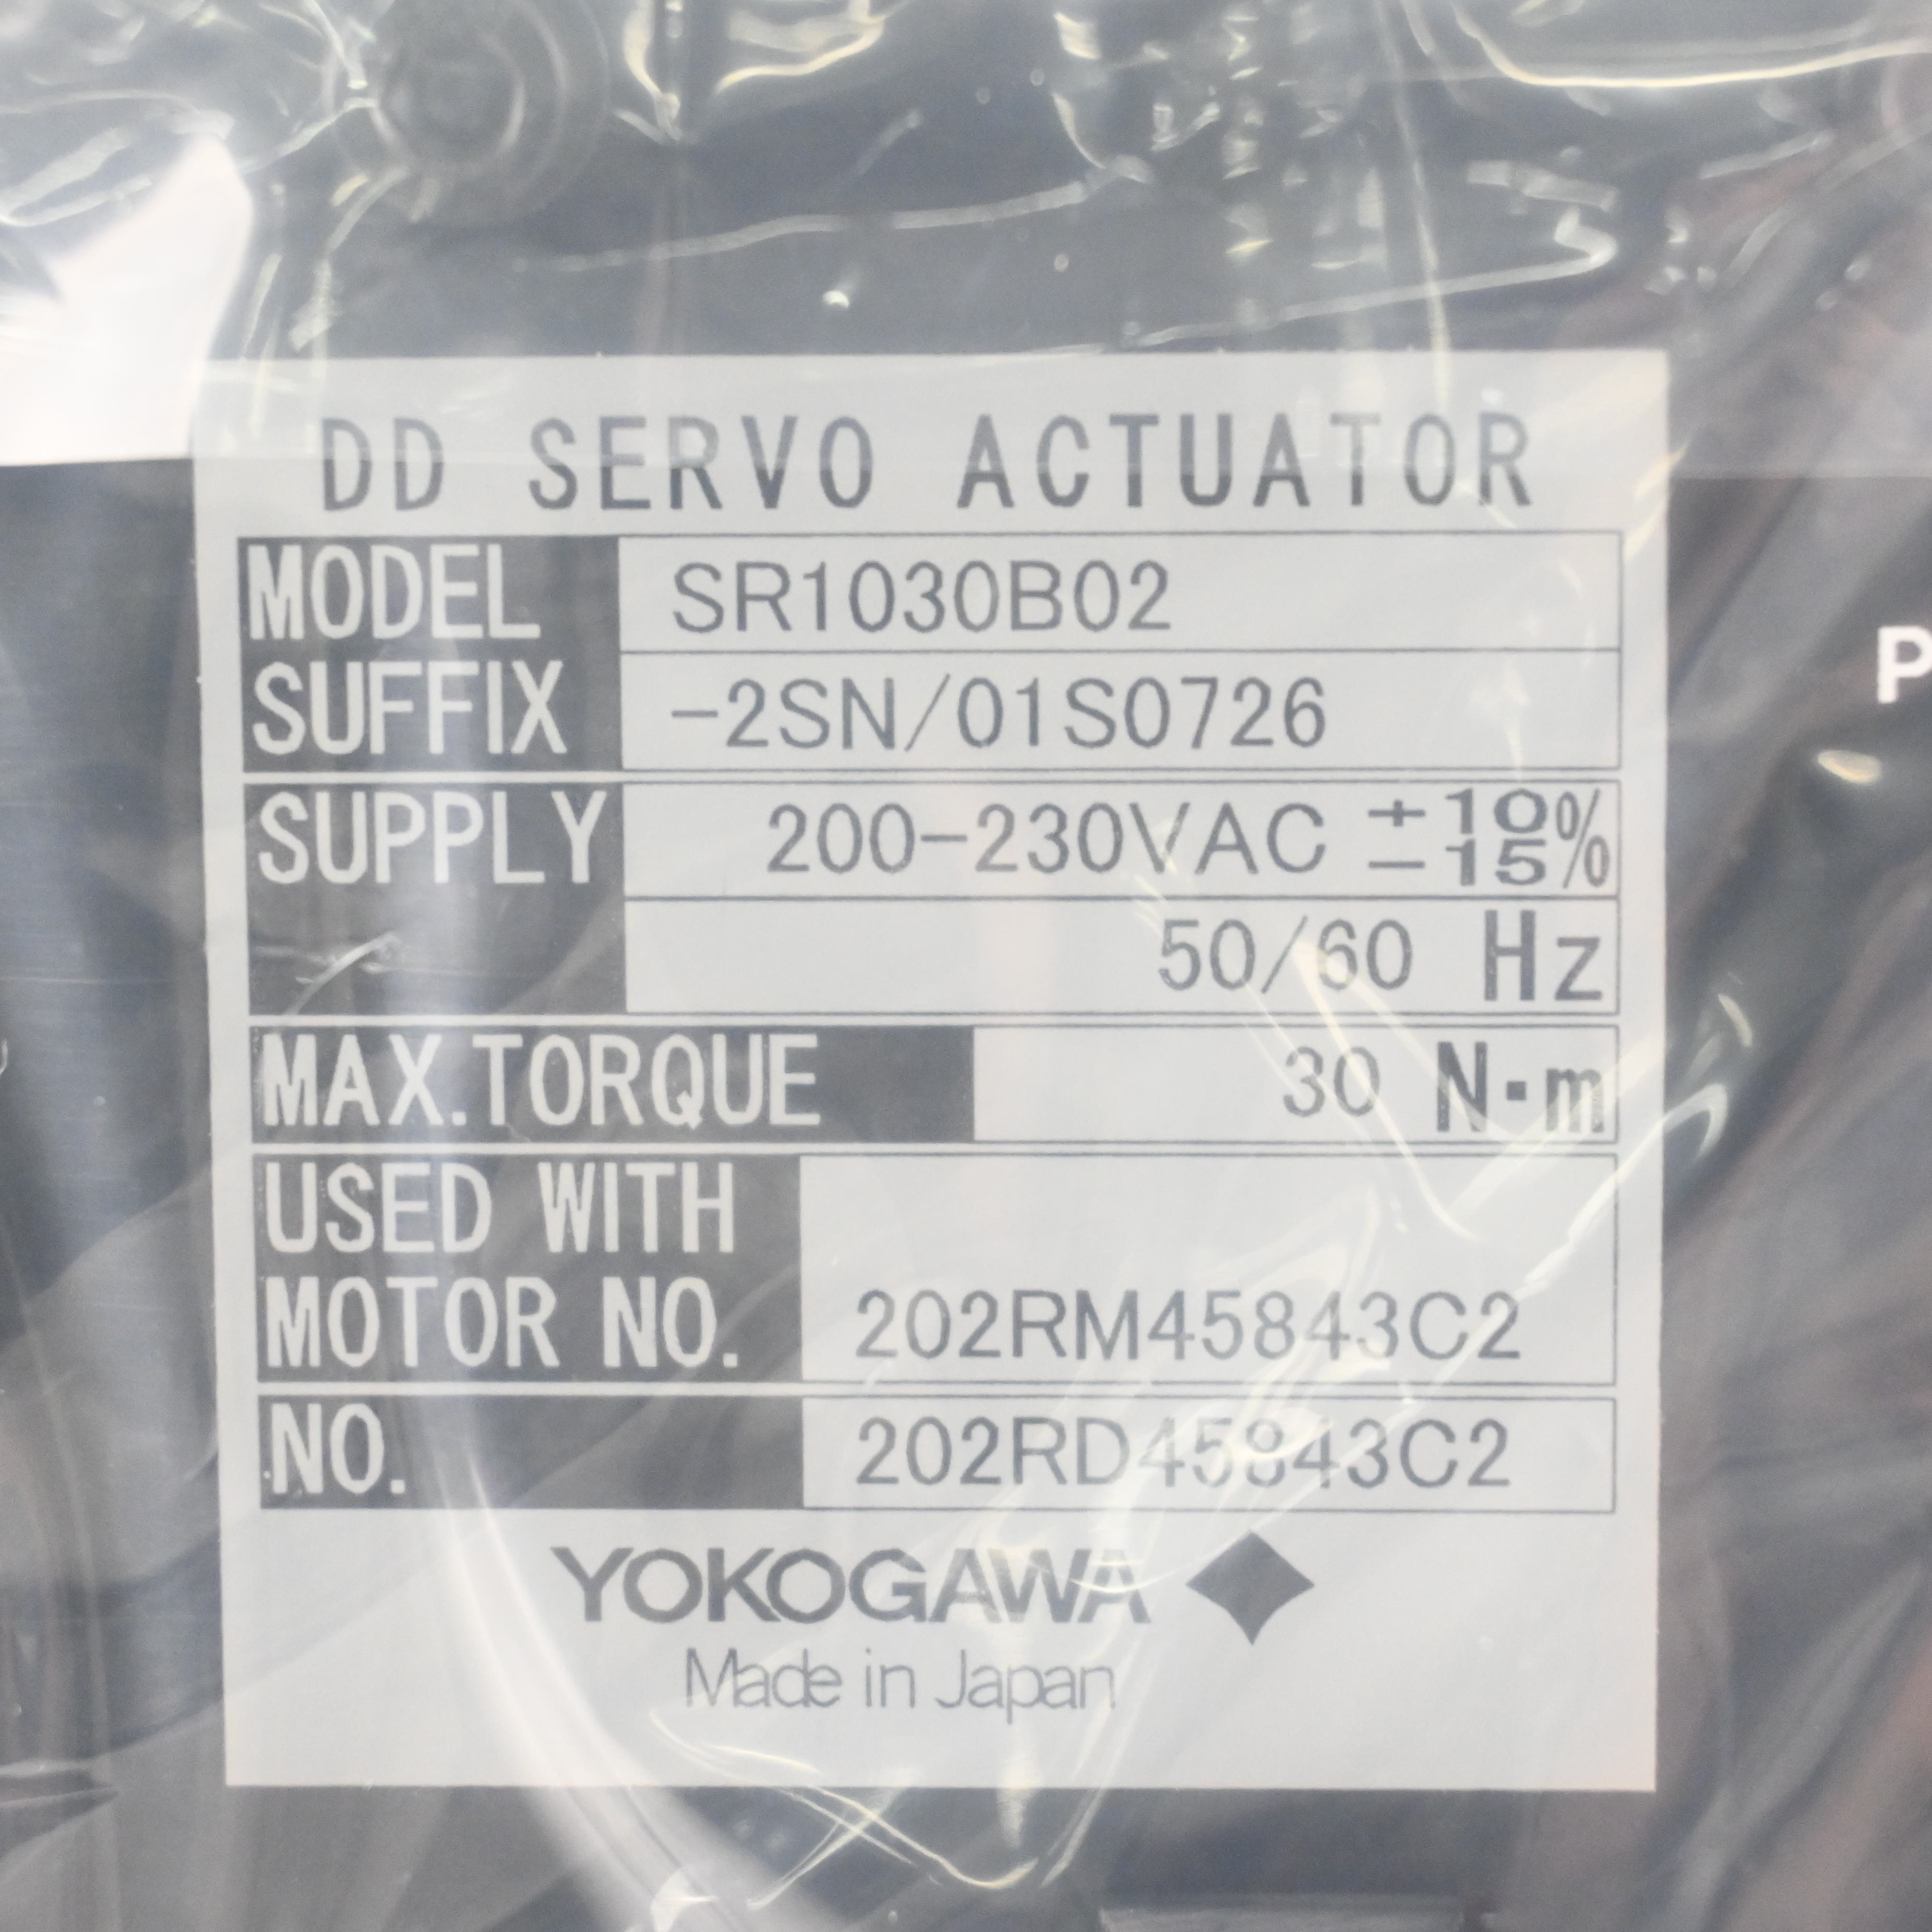 DD SERVO ACTUATOR
MODEL SR1030B02
SUFFIX -2SN/01S0726
SUPPLY 200-230VAC +10 -15 %
50/60 Hz
MAX.TORQUE 30 N·m
USED WITH
MOTOR NO. 202RM45843C2
NO. 202RD45843C2
YOKOGAWA
Made in Japan
P